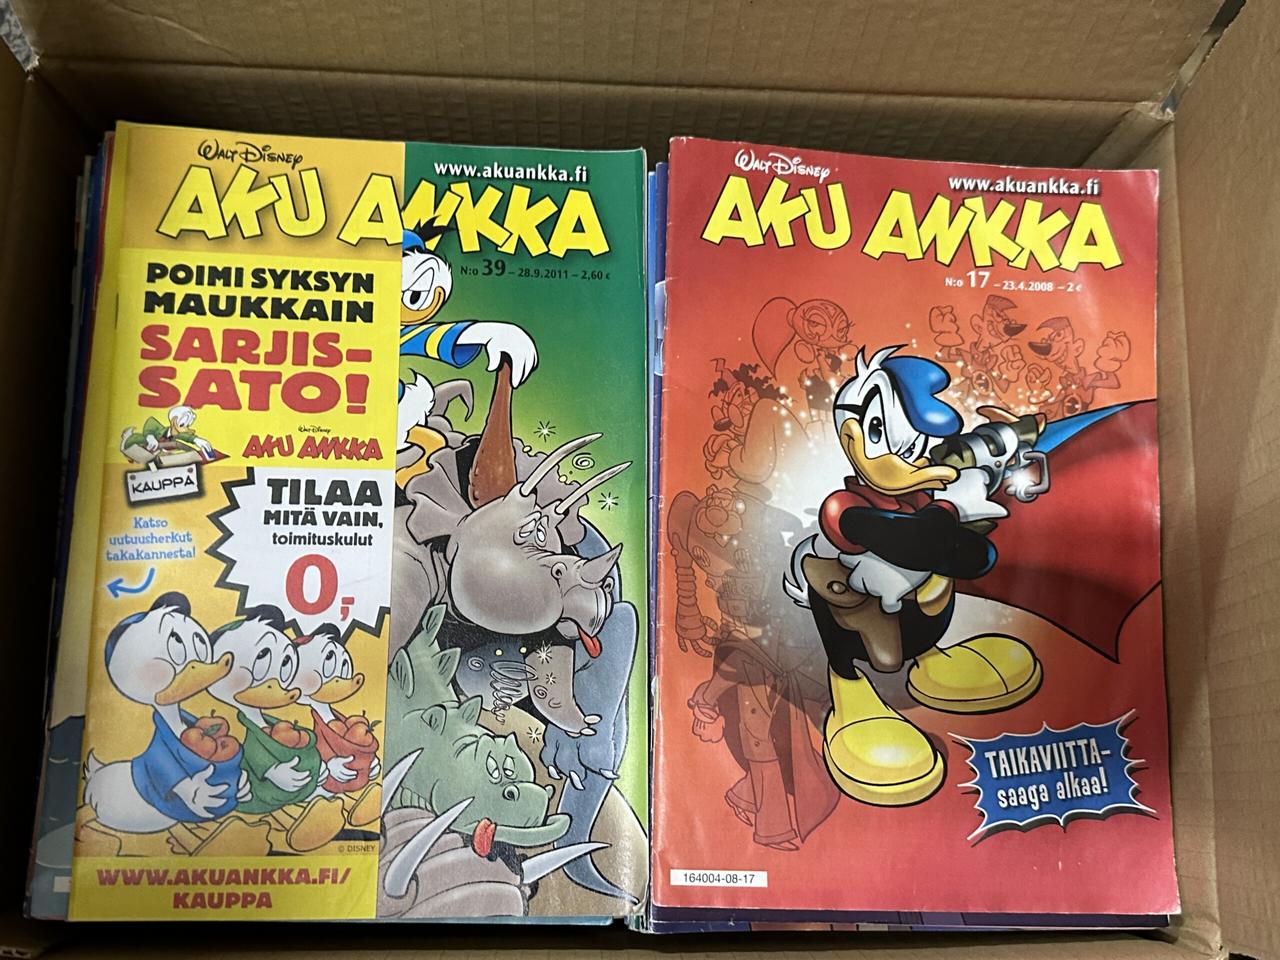 WALT DISNEY
AKU ANKKA
www.akuankka.fi
N:o 39 – 28.9.2011 – 2,60 €
POIMI SYKSYN
MAUKKAIN
SARJIS-
SATO!
WALT DISNEY
AKU ANKKA
KAUPPA
Katso
uutuusherkut
takakannesta!
TILAA
MITÄ VAIN,
toimituskulut
0,-
© DISNEY
WWW.AKUANKKA.FI/
KAUPPA
WALT DISNEY
www.akuankka.fi
AKU ANKKA
N:o 17 – 23.4.2008 – 2 €
TAIKAVIITTA-
saaga alkaa!
164004-08-17